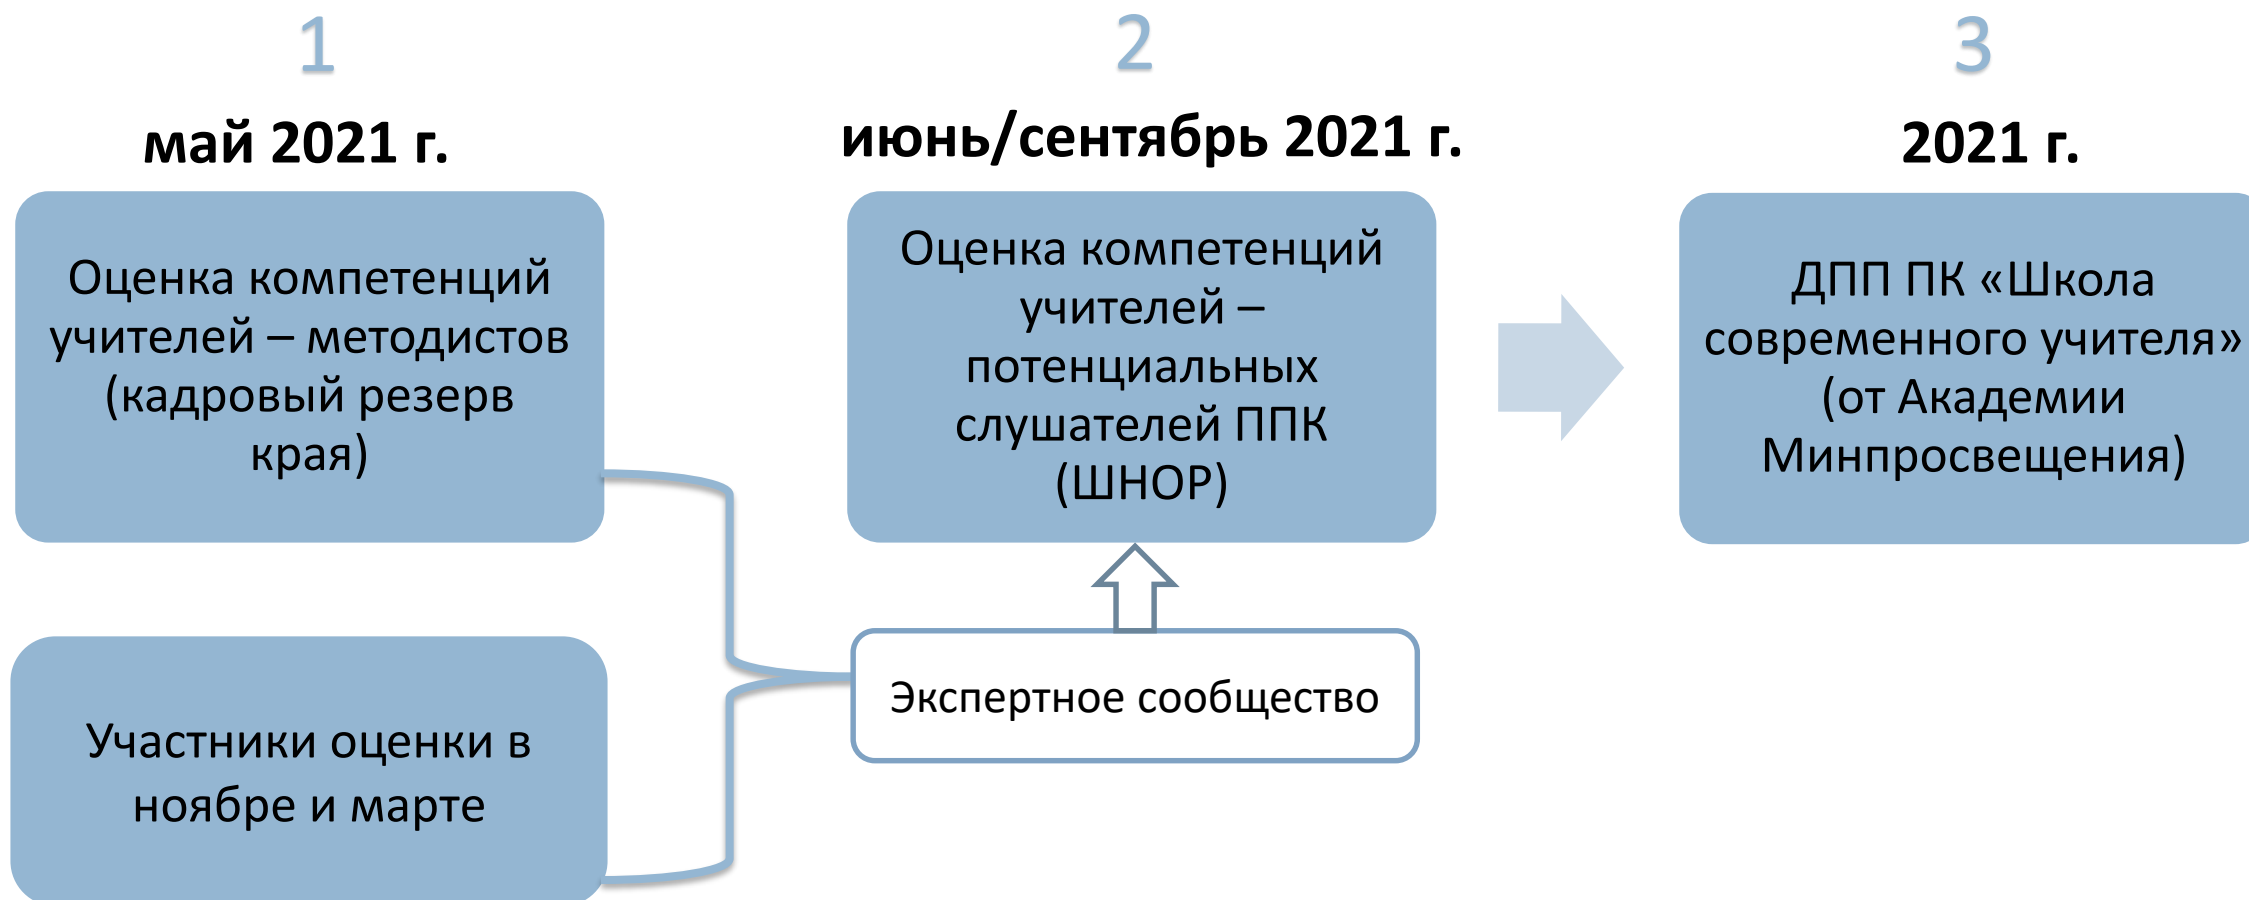 1
май 2021 г.
Оценка компетенций
учителей – методистов
(кадровый резерв
края)
Участники оценки в
ноябре и марте
2
июнь/сентябрь 2021 г.
Оценка компетенций
учителей –
потенциальных
слушателей ППК
(ШНОР)
Экспертное сообщество
3
2021 г.
ДПП ПК «Школа
современного учителя»
(от Академии
Минпросвещения)